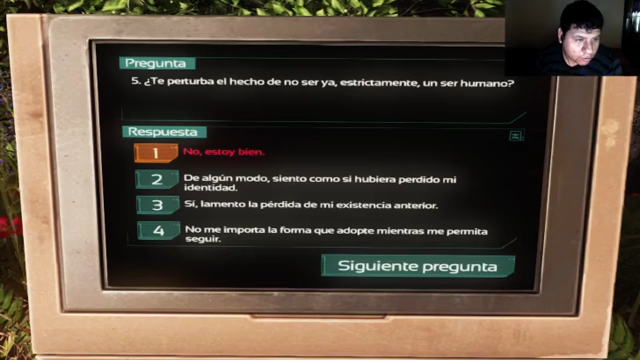 Pregunta
5. ¿Te perturba el hecho de no ser ya, estrictamente, un ser humano?
Respuesta
1 No, estoy bien.
2 De algún modo, siento como si hubiera perdido mi
identidad.
3 Sí, lamento la pérdida de mi existencia anterior.
4 No me importa la forma que adopte mientras me permita
seguir.
Siguiente pregunta